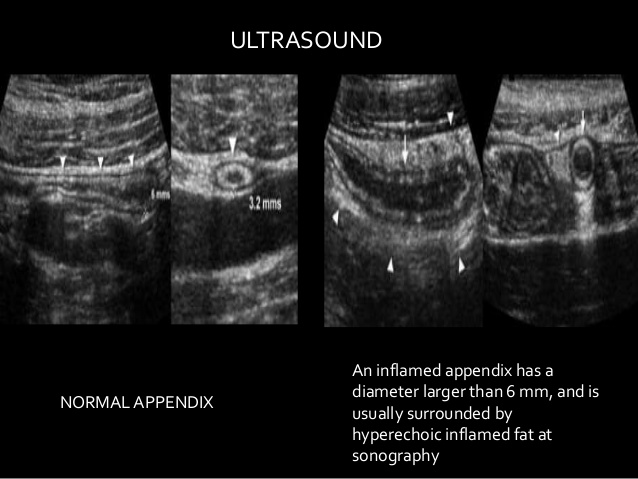 ULTRASOUND
6 mms
3.2 mms
NORMAL APPENDIX
An inflamed appendix has a
diameter larger than 6 mm, and is
usually surrounded by
hyperechoic inflamed fat at
sonography